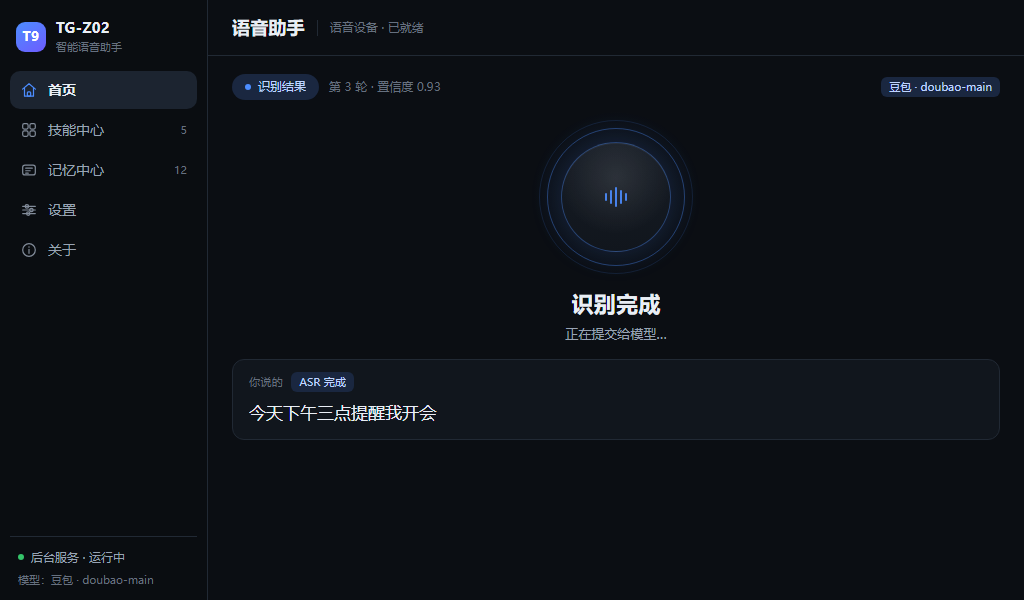 T9
TG-Z02
智能语音助手
首页
技能中心 5
记忆中心 12
设置
关于
后台服务 · 运行中
模型: 豆包 · doubao-main
语音助手 语音设备 · 已就绪
识别结果 第 3 轮 · 置信度 0.93 豆包 · doubao-main
识别完成
正在提交给模型...
你说的 ASR 完成
今天下午三点提醒我开会